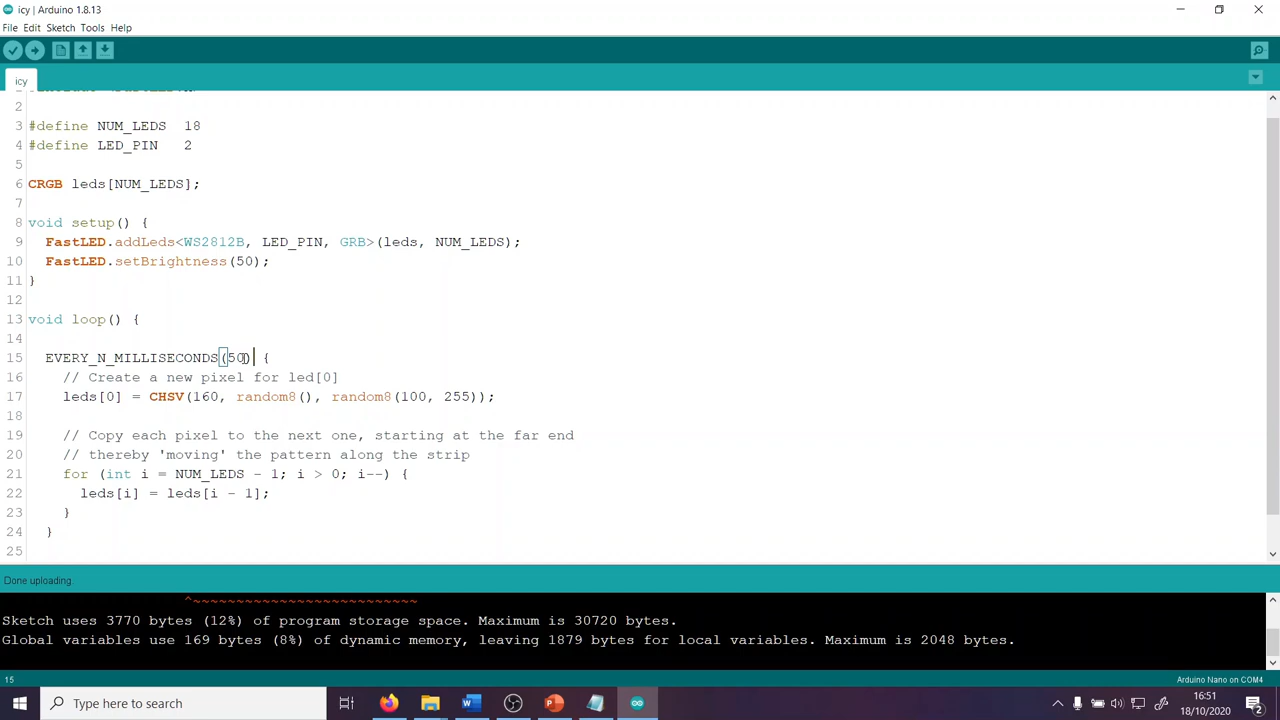 icy | Arduino 1.8.13
File Edit Sketch Tools Help
icy
2
3 #define NUM_LEDS 18
4 #define LED_PIN 2
5
6 CRGB leds[NUM_LEDS];
7
8 void setup() {
9 FastLED.addLeds<WS2812B, LED_PIN, GRB>(leds, NUM_LEDS);
10 FastLED.setBrightness(50);
11 }
12
13 void loop() {
14
15 EVERY_N_MILLISECONDS(50) {
16 // Create a new pixel for led[0]
17 leds[0] = CHSV(160, random8(), random8(100, 255));
18
19 // Copy each pixel to the next one, starting at the far end
20 // thereby 'moving' the pattern along the strip
21 for (int i = NUM_LEDS - 1; i > 0; i--) {
22 leds[i] = leds[i - 1];
23 }
24 }
25
Done uploading.
^~~~~~~~~~~~~~~~~~~~~~~~~~~
Sketch uses 3770 bytes (12%) of program storage space. Maximum is 30720 bytes.
Global variables use 169 bytes (8%) of dynamic memory, leaving 1879 bytes for local variables. Maximum is 2048 bytes.
15 Arduino Nano on COM4
Type here to search
16:51
18/10/2020
2